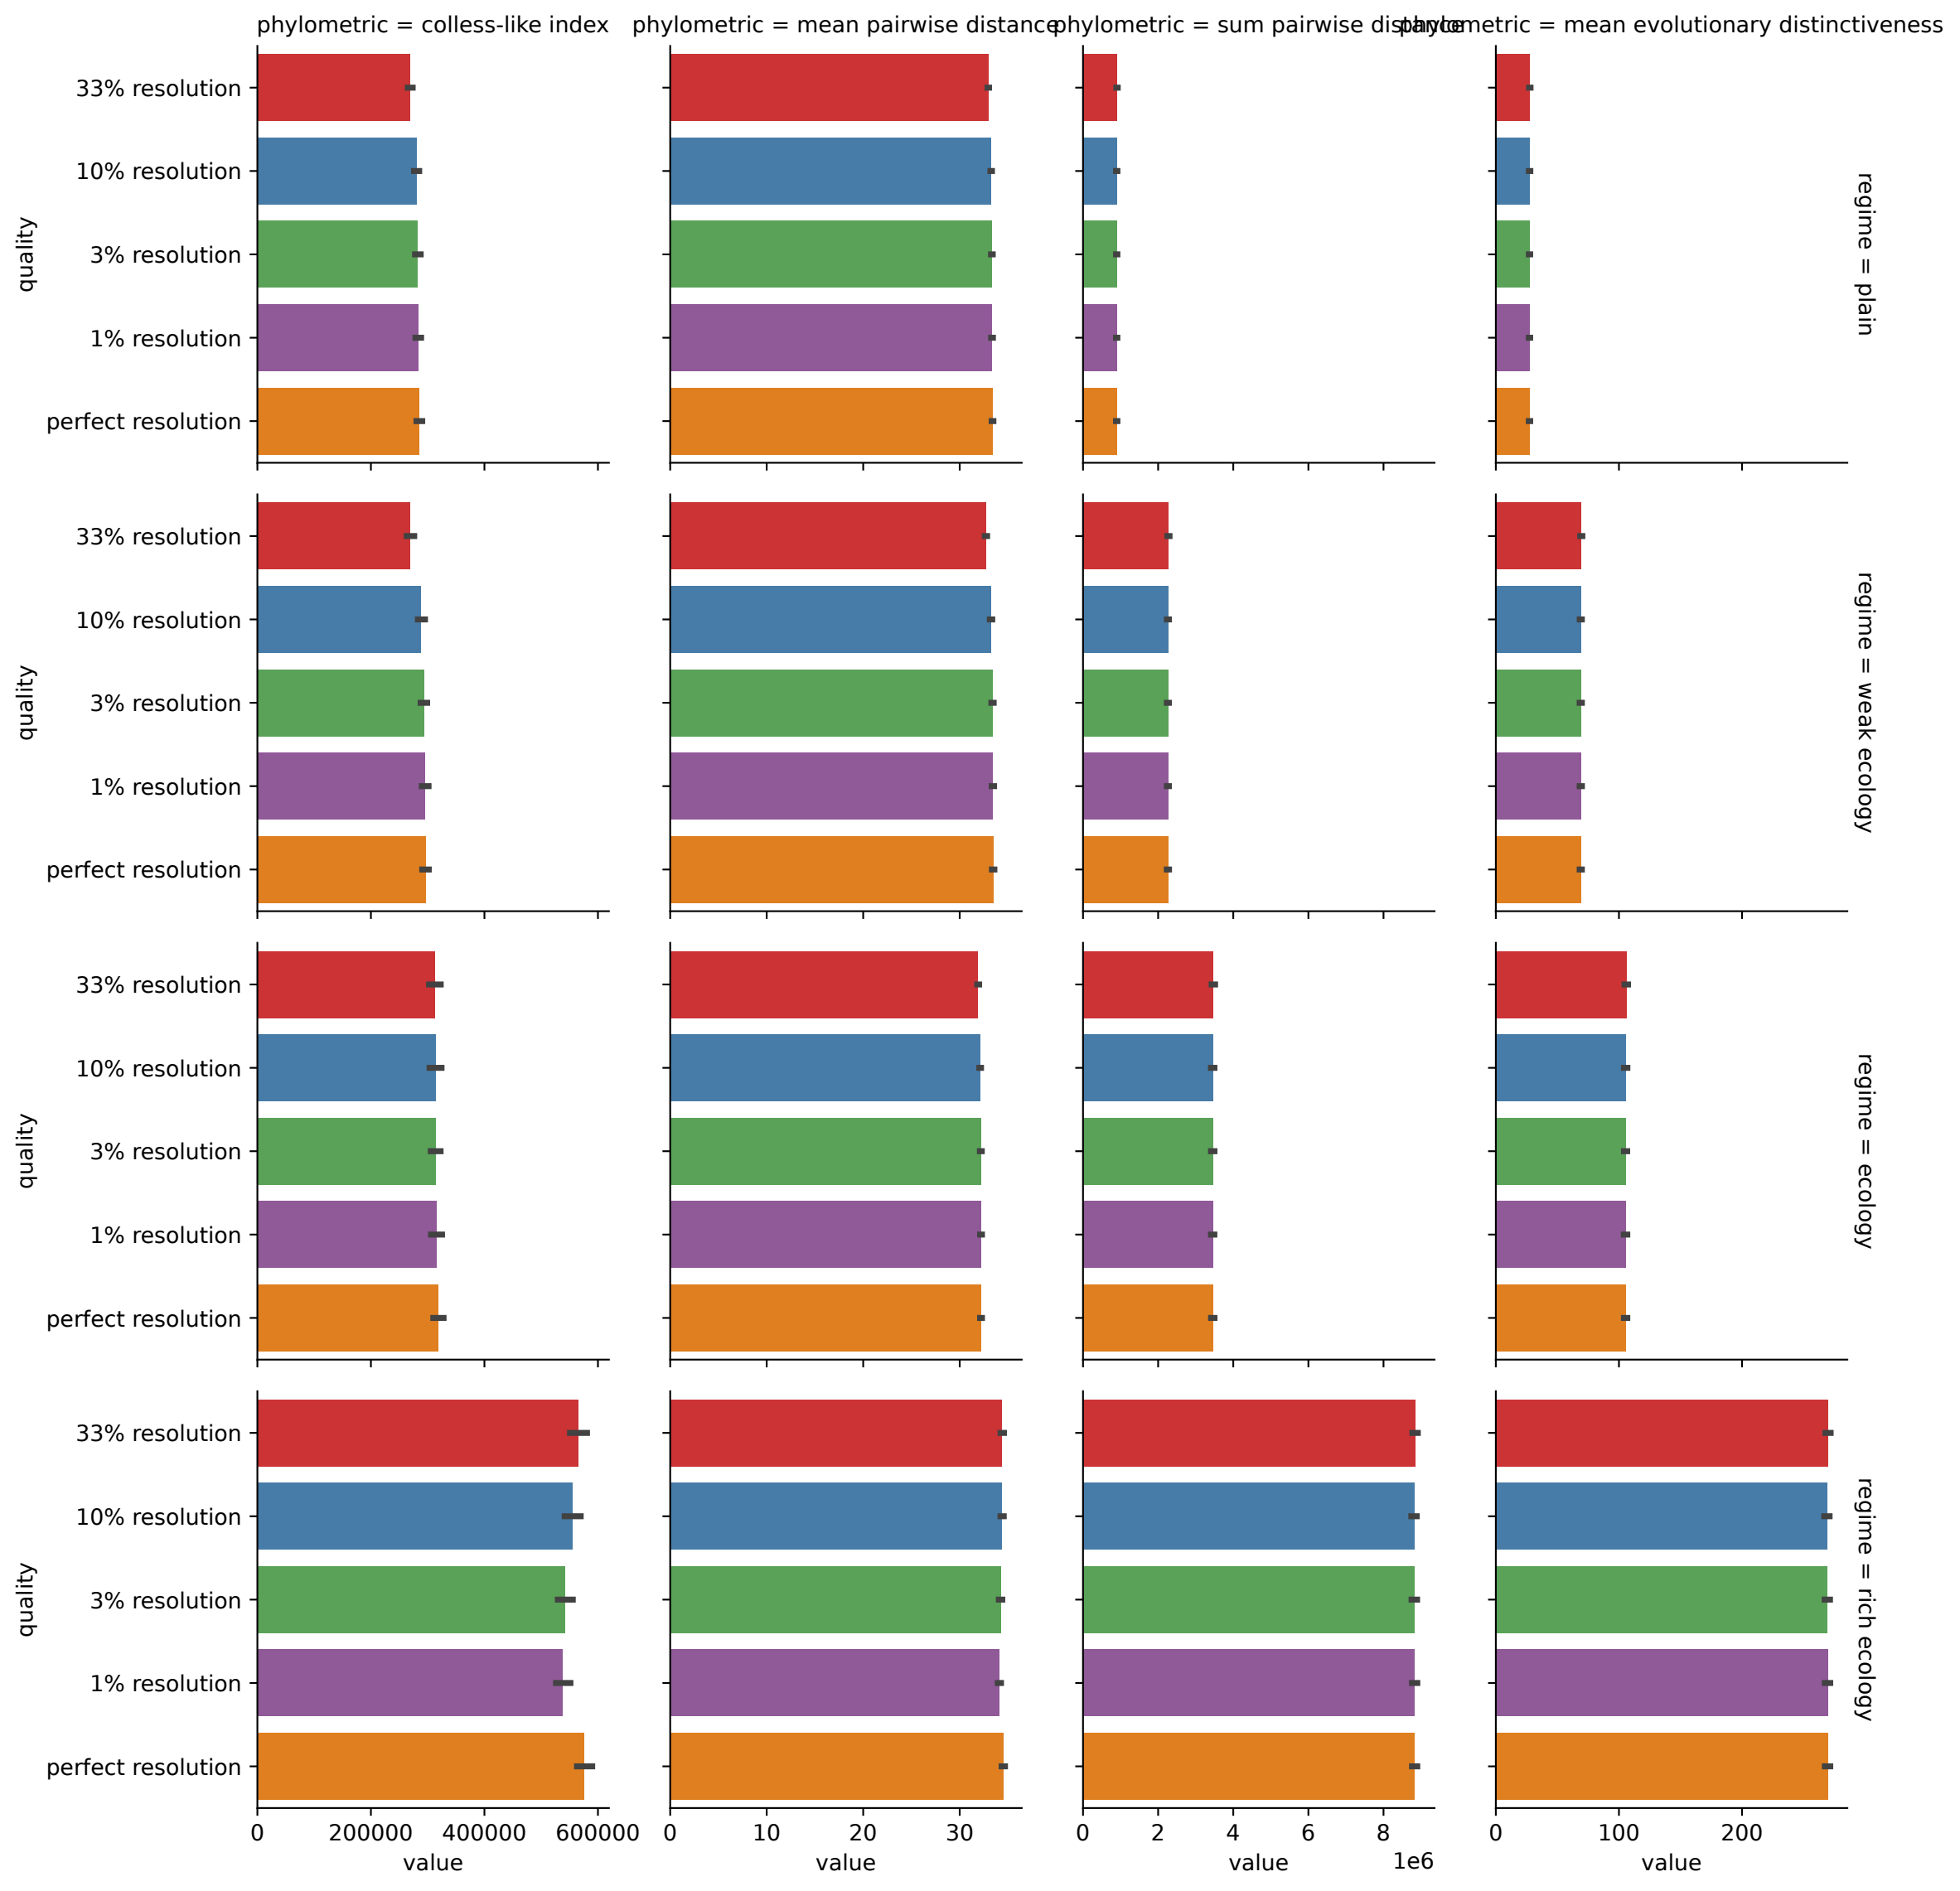 phylometric = colless-like index
phylometric = mean pairwise distance
phylometric = sum pairwise distance
phylometric = mean evolutionary distinctiveness
quality
33% resolution
10% resolution
3% resolution
1% resolution
perfect resolution
regime = plain
quality
33% resolution
10% resolution
3% resolution
1% resolution
perfect resolution
regime = weak ecology
quality
33% resolution
10% resolution
3% resolution
1% resolution
perfect resolution
regime = ecology
quality
33% resolution
10% resolution
3% resolution
1% resolution
perfect resolution
regime = rich ecology
0 200000 400000 600000
value
0 10 20 30
value
0 2 4 6 8
1e6
value
0 100 200
value